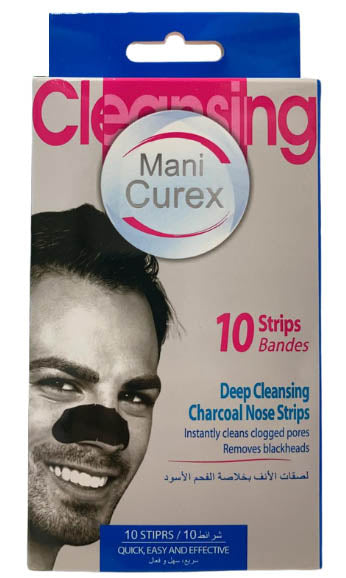 Cleansing
Mani
Curex
10 Strips
Bandes
Deep Cleansing
Charcoal Nose Strips
Instantly cleans clogged pores
Removes blackheads
لصقات الأنف بخلاصة الفحم الأسود
10 STIPRS / 10 شرائط
QUICK, EASY AND EFFECTIVE
سريع، سهل و فعال